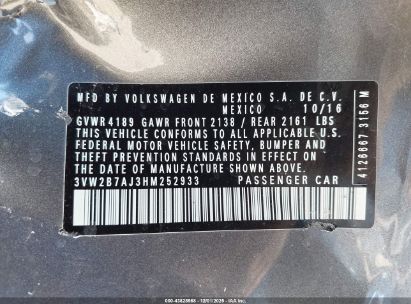 MFD BY VOLKSWAGEN DE MEXICO S.A. DE C.V.
MEXICO 10/16
GVWR 4189 GAWR FRONT 2138 / REAR 2161 LBS
THIS VEHICLE CONFORMS TO ALL APPLICABLE U.S.
FEDERAL MOTOR VEHICLE SAFETY, BUMPER AND
THEFT PREVENTION STANDARDS IN EFFECT ON THE
DATE OF MANUFACTURE SHOWN ABOVE.
3VW2B7AJ3HM252933 PASSENGER CAR
4126867 3156 M